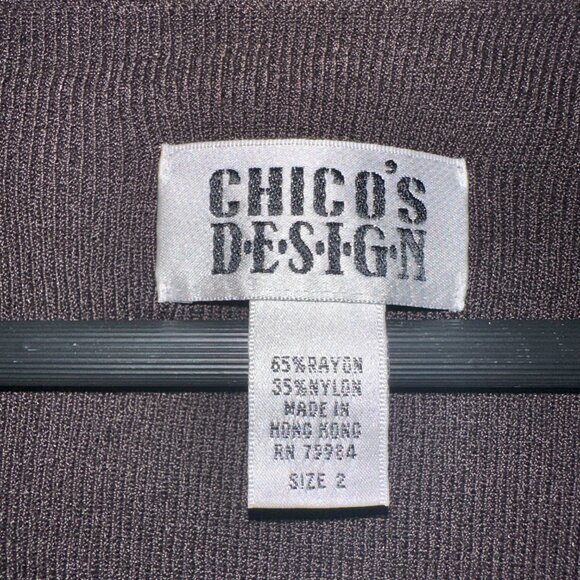 CHICO'S
D·E·S·I·G·N
65%RAYON
35%NYLON
MADE IN
HONG KONG
RN 79984
SIZE 2